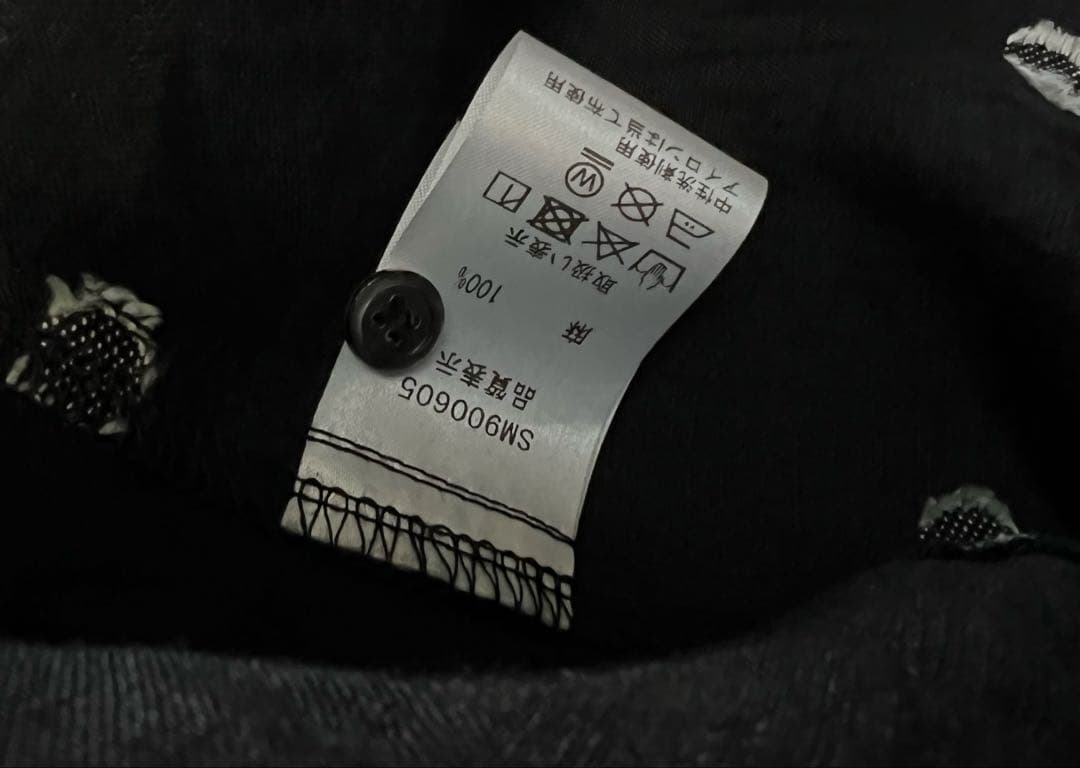 SM900605
品質表示
麻 100%
取扱い表示
W
中性洗剤使用
アイロンは当て布使用